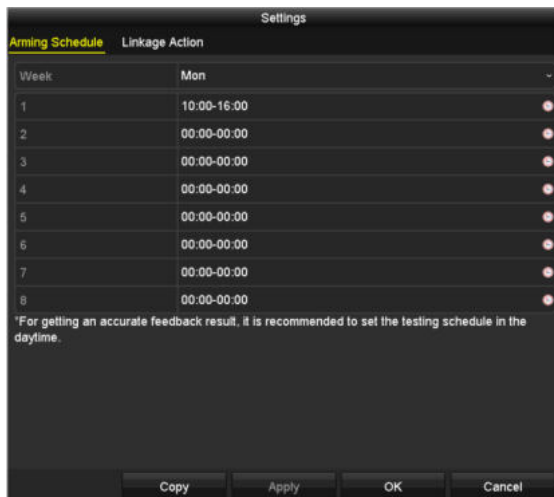 Settings
Arming Schedule Linkage Action
Week Mon
1 10:00-16:00
2 00:00-00:00
3 00:00-00:00
4 00:00-00:00
5 00:00-00:00
6 00:00-00:00
7 00:00-00:00
8 00:00-00:00
*For getting an accurate feedback result, it is recommended to set the testing schedule in the
daytime.
Copy Apply OK Cancel